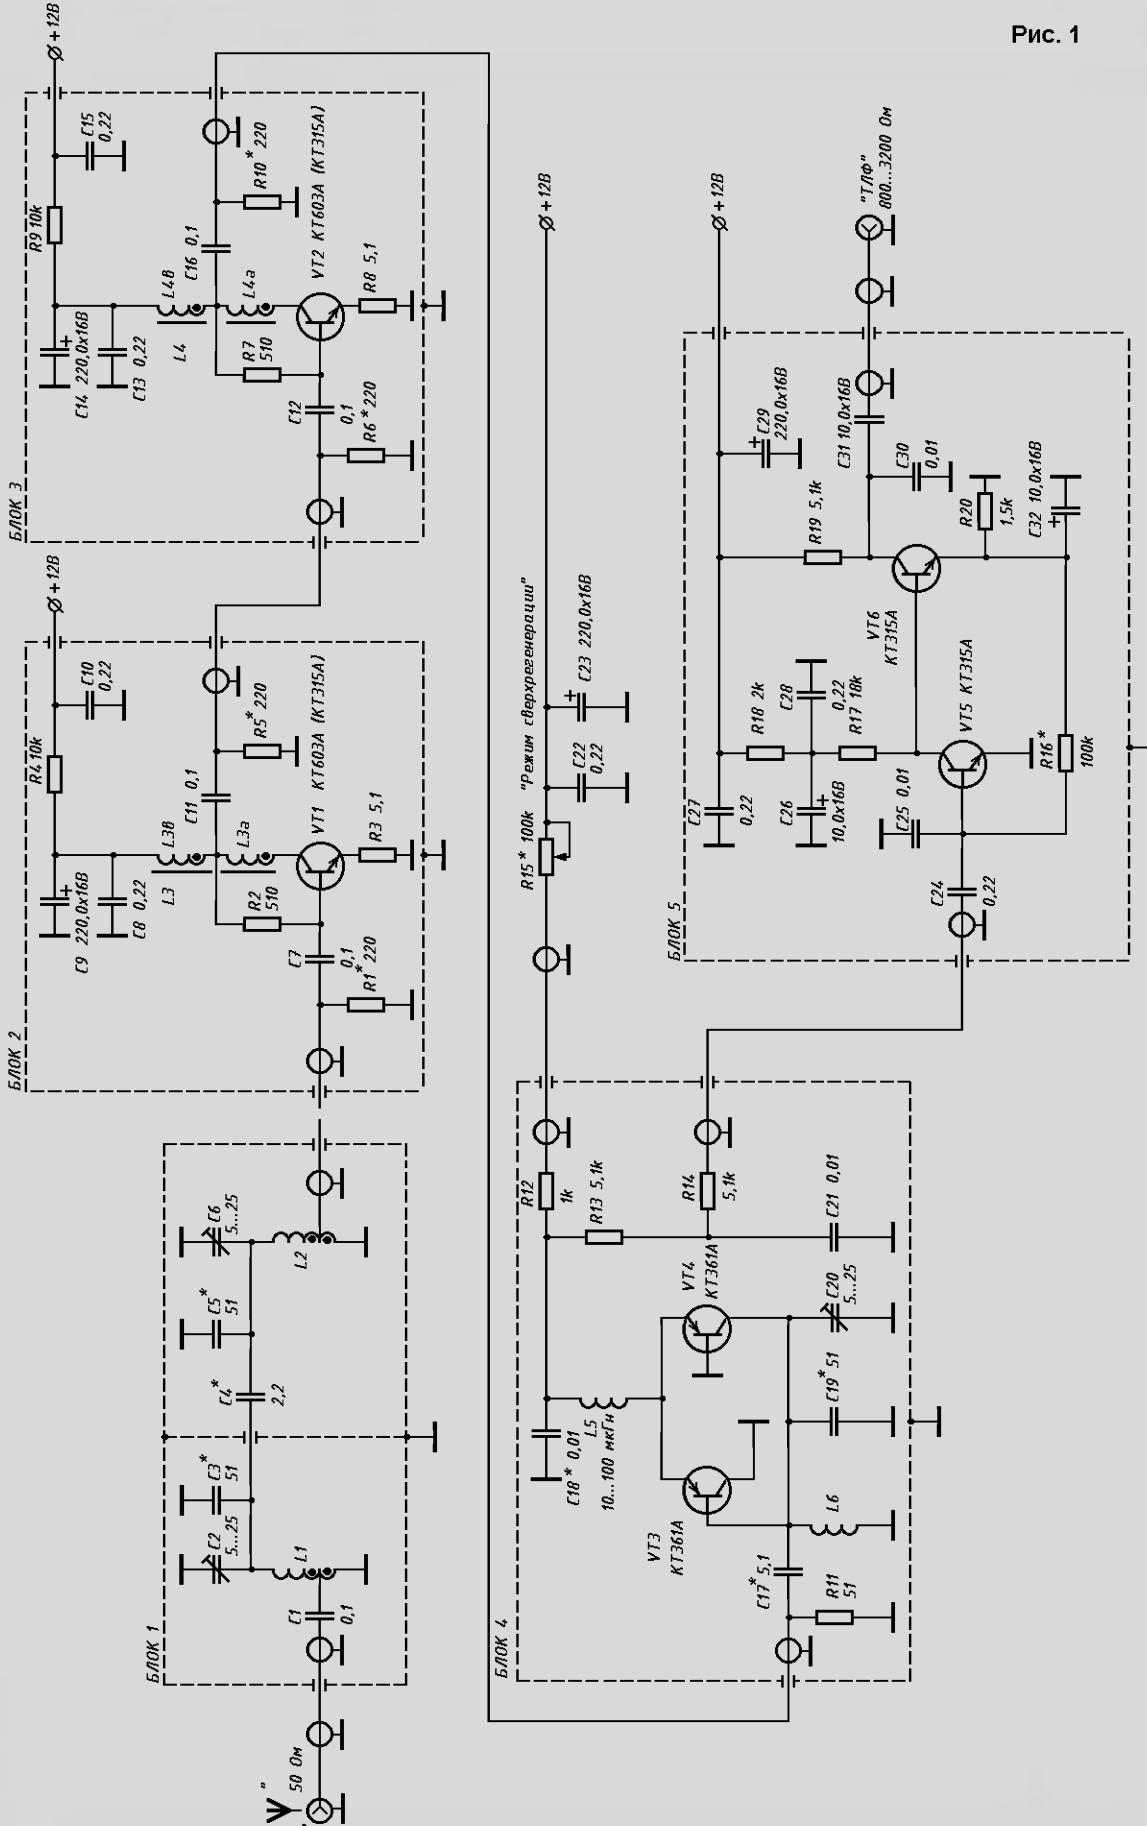 Рис. 1
БЛОК 1
"
50 Ом
C1
0,1
C2
5...25
C3*
51
L1
C4*
2,2
C5*
51
C6
5...25
L2
БЛОК 2
+12В
R4 10k
C10
0,22
C9 220,0x16В
+
C8 0,22
L3
L3В
L3а
C11 0,1
R5* 220
R2
510
VT1 КТ603А (КТ315А)
R3 5,1
C7
0,1
R1* 220
БЛОК 3
+12В
R9 10k
C15
0,22
C14 220,0x16В
+
C13 0,22
L4
L4В
L4а
C16 0,1
R10* 220
R7
510
VT2 КТ603А (КТ315А)
R8 5,1
C12
0,1
R6* 220
БЛОК 4
R12
1k
R13 5,1k
R14
5,1k
C21 0,01
VT4
КТ361А
C20
5...25
C19* 51
C18* 0,01
L5
10...100 мкГн
VT3
КТ361А
L6
C17* 5,1
R11
51
R15* 100k
"Режим сверхрегенерации"
C22
0,22
+
C23 220,0x16В
+12В
БЛОК 5
+12В
C27
0,22
+
C29
220,0x16В
R18 2k
R19 5,1k
C28
0,22
C26
10,0x16В
+
R17 18k
C31 10,0x16В
C30
0,01
VT6
КТ315А
VT5 КТ315А
R20
1,5k
C32 10,0x16В
+
R16*
100k
C25 0,01
C24
0,22
"ТЛФ"
800...3200 Ом